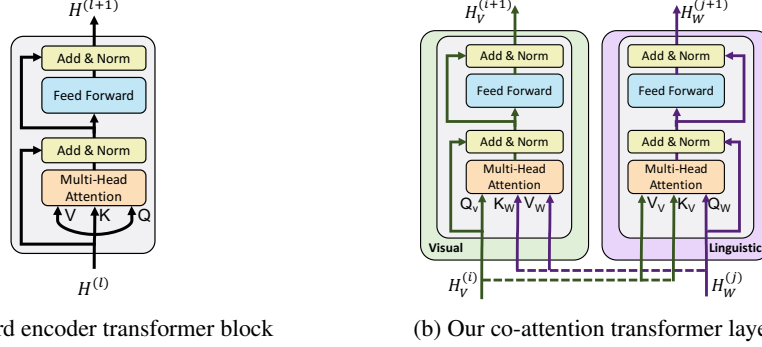 H^(l+1)
Add & Norm
Feed Forward
Add & Norm
Multi-Head
Attention
V K Q
H^(l)
H_V^(i+1)
Add & Norm
Feed Forward
Add & Norm
Multi-Head
Attention
Q_v K_W V_W
Visual
H_V^(i)
H_W^(j+1)
Add & Norm
Feed Forward
Add & Norm
Multi-Head
Attention
V_V K_V Q_W
Linguistic
H_W^(j)
rd encoder transformer block
(b) Our co-attention transformer laye